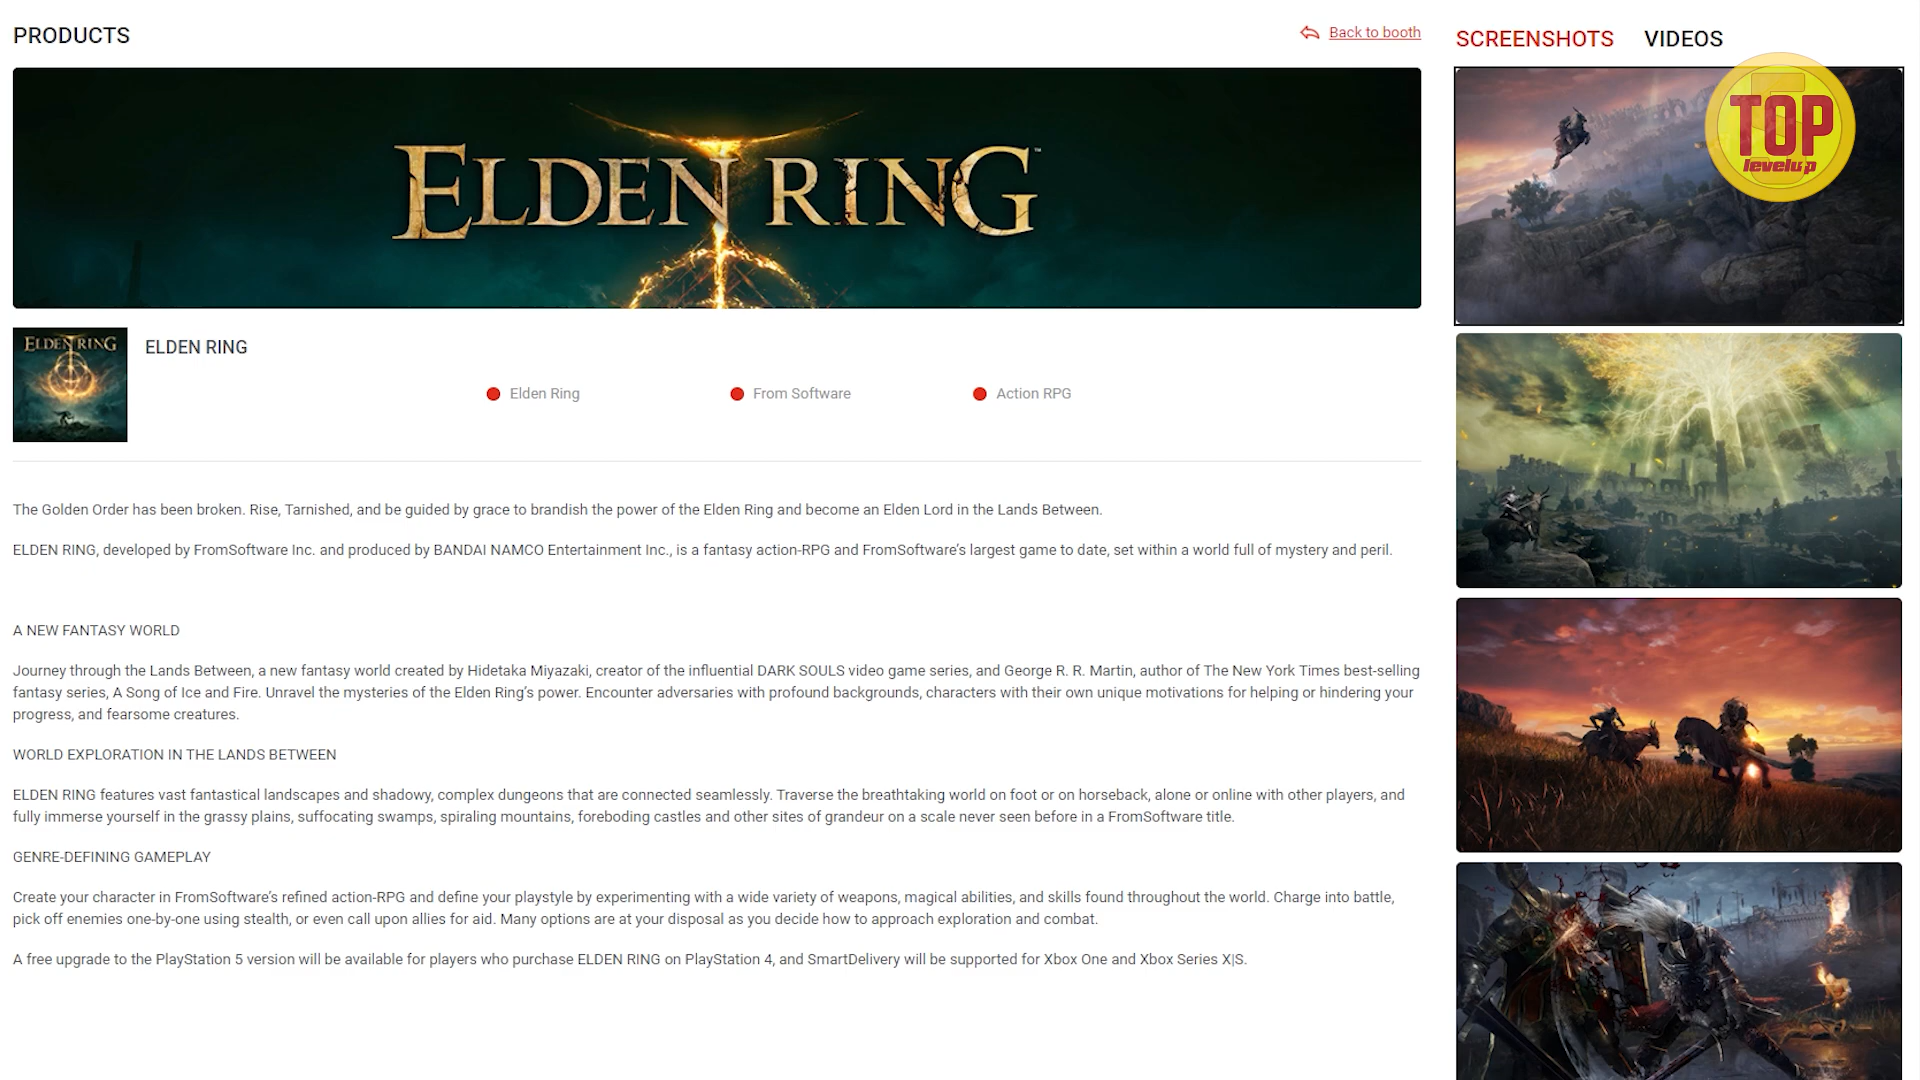 PRODUCTS
Back to booth
SCREENSHOTS
VIDEOS
TOP
levelup
ELDEN RING™
ELDEN RING
ELDEN RING
Elden Ring
From Software
Action RPG
The Golden Order has been broken. Rise, Tarnished, and be guided by grace to brandish the power of the Elden Ring and become an Elden Lord in the Lands Between.
ELDEN RING, developed by FromSoftware Inc. and produced by BANDAI NAMCO Entertainment Inc., is a fantasy action-RPG and FromSoftware’s largest game to date, set within a world full of mystery and peril.
A NEW FANTASY WORLD
Journey through the Lands Between, a new fantasy world created by Hidetaka Miyazaki, creator of the influential DARK SOULS video game series, and George R. R. Martin, author of The New York Times best-selling
fantasy series, A Song of Ice and Fire. Unravel the mysteries of the Elden Ring’s power. Encounter adversaries with profound backgrounds, characters with their own unique motivations for helping or hindering your
progress, and fearsome creatures.
WORLD EXPLORATION IN THE LANDS BETWEEN
ELDEN RING features vast fantastical landscapes and shadowy, complex dungeons that are connected seamlessly. Traverse the breathtaking world on foot or on horseback, alone or online with other players, and
fully immerse yourself in the grassy plains, suffocating swamps, spiraling mountains, foreboding castles and other sites of grandeur on a scale never seen before in a FromSoftware title.
GENRE-DEFINING GAMEPLAY
Create your character in FromSoftware’s refined action-RPG and define your playstyle by experimenting with a wide variety of weapons, magical abilities, and skills found throughout the world. Charge into battle,
pick off enemies one-by-one using stealth, or even call upon allies for aid. Many options are at your disposal as you decide how to approach exploration and combat.
A free upgrade to the PlayStation 5 version will be available for players who purchase ELDEN RING on PlayStation 4, and SmartDelivery will be supported for Xbox One and Xbox Series X|S.